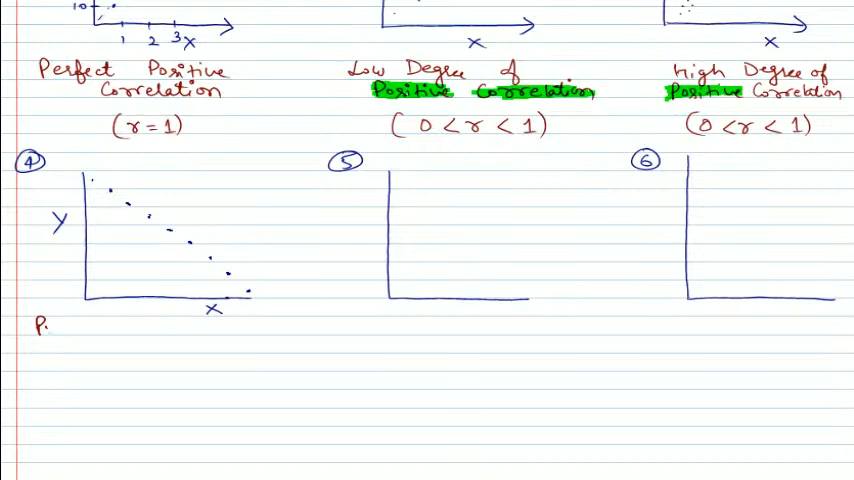 10
1 2 3 X
X
X
Perfect Positive Correlation
Low Degree of Positive Correlation
High Degree of Positive Correlation
(r = 1)
(0 < r < 1)
(0 < r < 1)
4
5
6
Y
X
P.